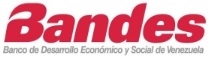 Bandes
Banco de Desarrollo Económico y Social de Venezuela